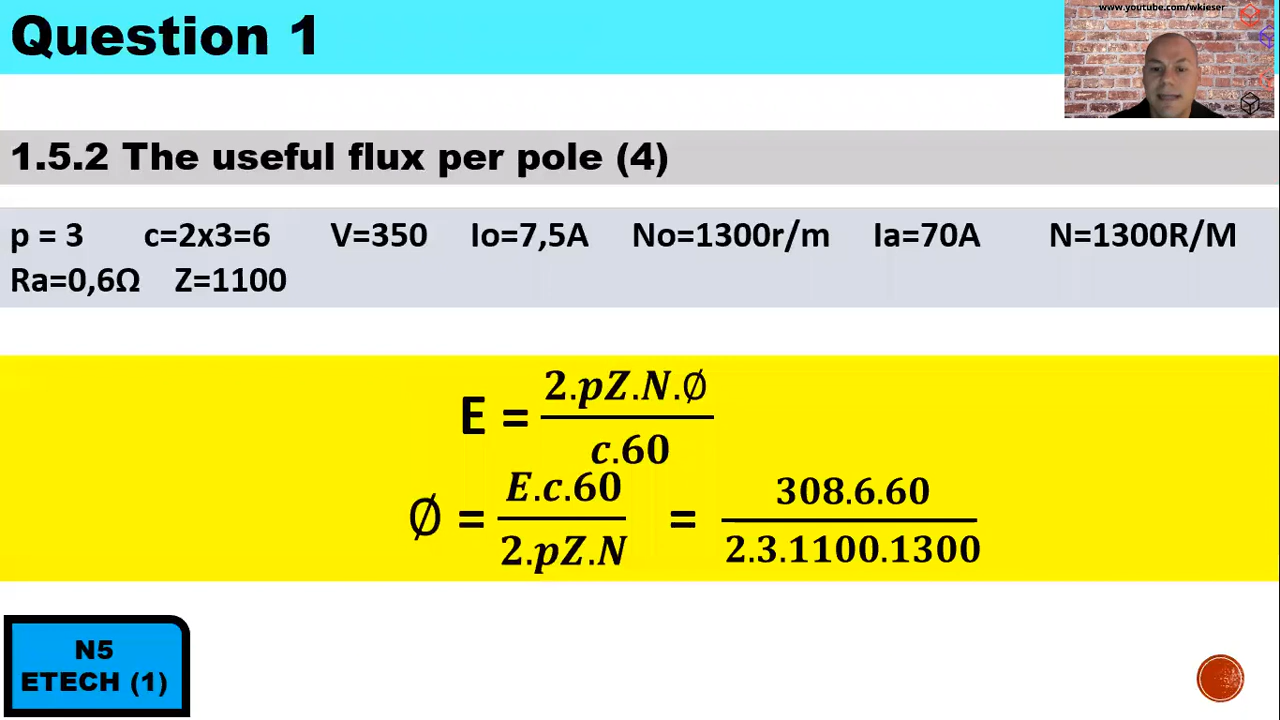 Question 1
www.youtube.com/wkieser
1.5.2 The useful flux per pole (4)
p = 3 c=2x3=6 V=350 Io=7,5A No=1300r/m Ia=70A N=1300R/M
Ra=0,6Ω Z=1100
E = 2.pZ.N.∅ / c.60
∅ = E.c.60 / 2.pZ.N = 308.6.60 / 2.3.1100.1300
N5
ETECH (1)